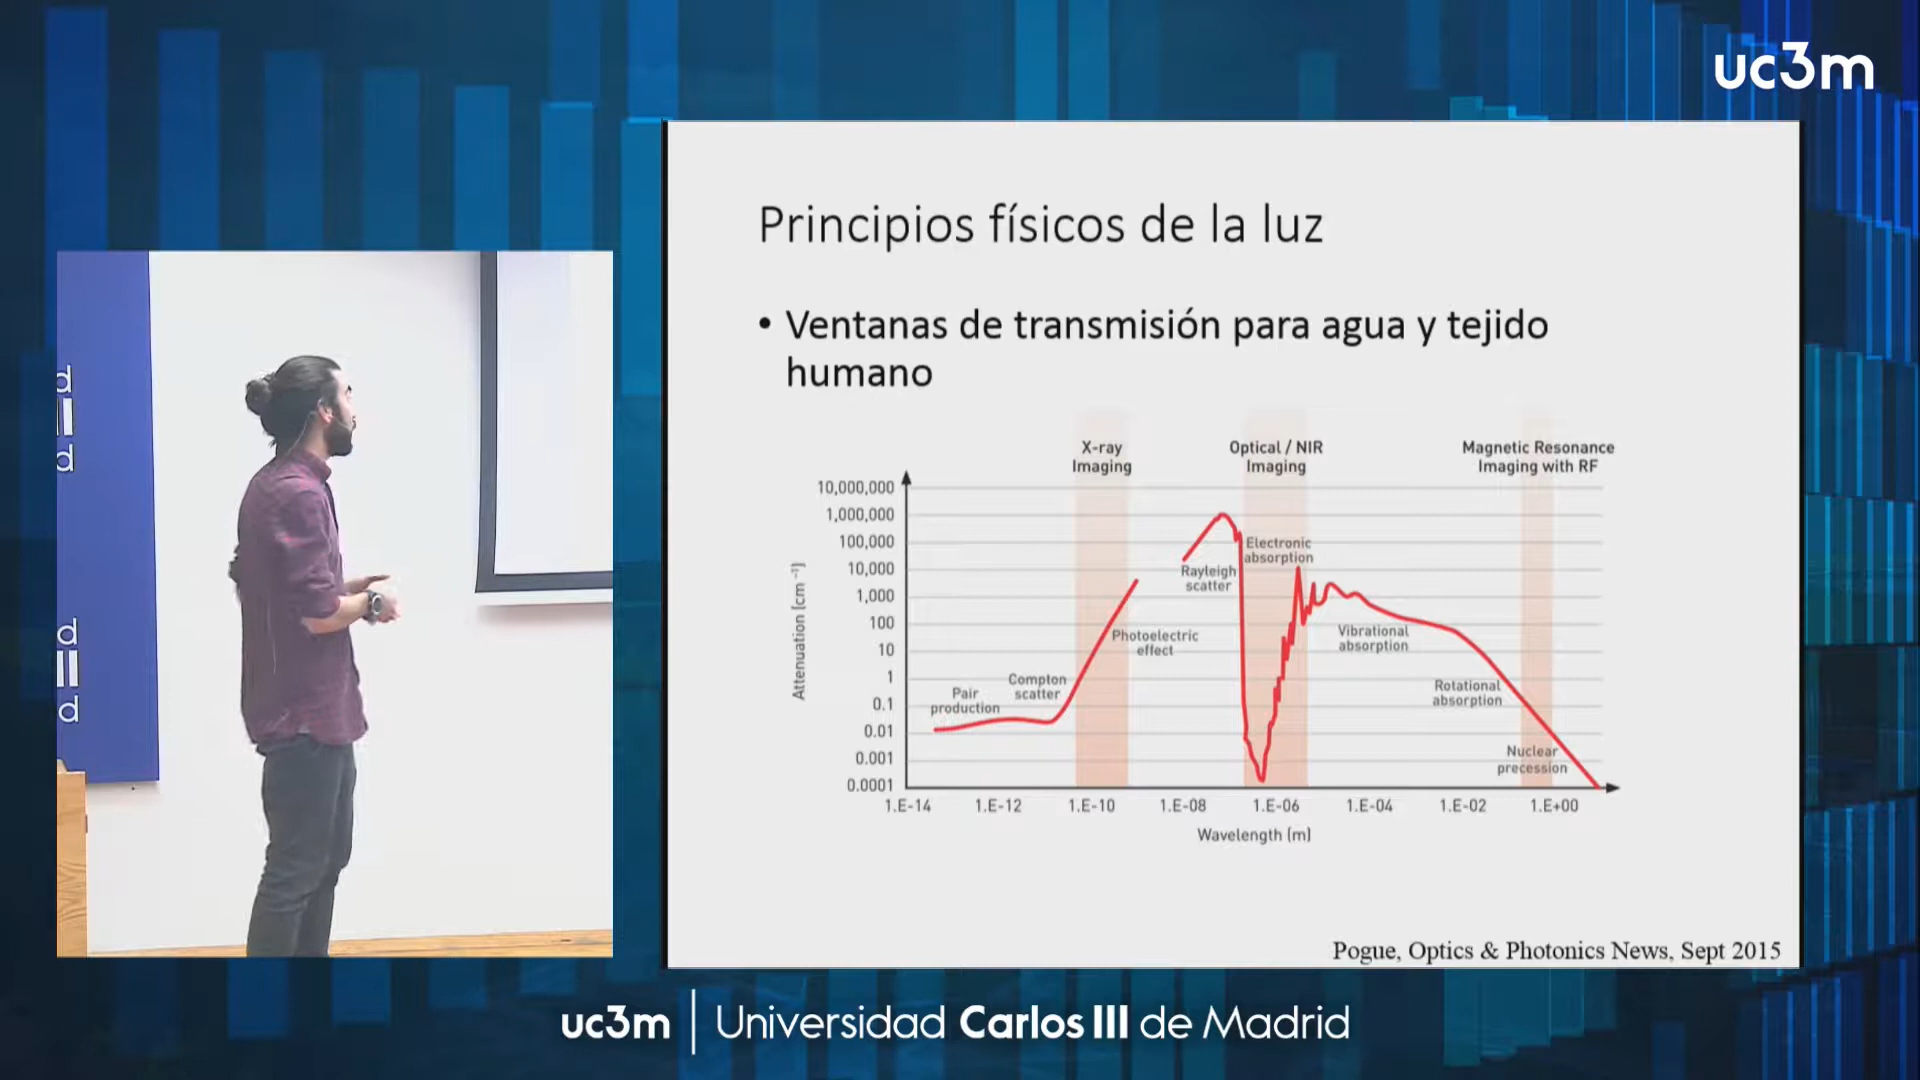 uc3m
Principios físicos de la luz
• Ventanas de transmisión para agua y tejido
humano
X-ray
Imaging
Optical / NIR
Imaging
Magnetic Resonance
Imaging with RF
10,000,000
1,000,000
100,000
10,000
1,000
100
10
1
0.1
0.01
0.001
0.0001
Attenuation (cm⁻¹)
Pair
production
Compton
scatter
Photoelectric
effect
Rayleigh
scatter
Electronic
absorption
Vibrational
absorption
Rotational
absorption
Nuclear
precession
1.E-14 1.E-12 1.E-10 1.E-08 1.E-06 1.E-04 1.E-02 1.E+00
Wavelength (m)
Pogue, Optics & Photonics News, Sept 2015
uc3m | Universidad Carlos III de Madrid